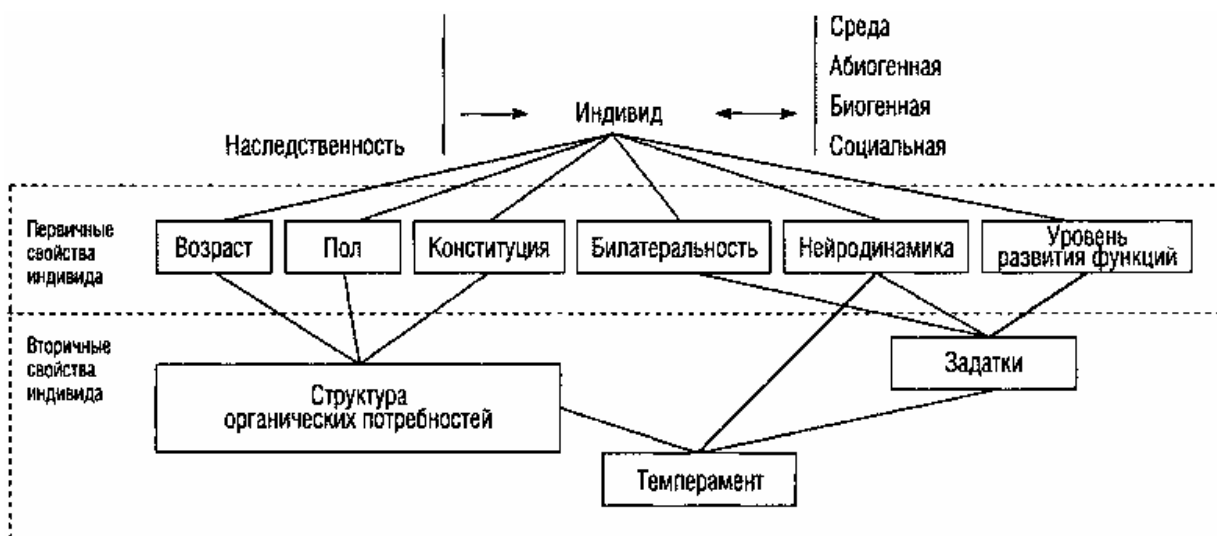 Среда
Абиогенная
Биогенная
Социальная
Индивид
Наследственность
Первичные
свойства
индивида
Возраст
Пол
Конституция
Билатеральность
Нейродинамика
Уровень
развития функций
Вторичные
свойства
индивида
Задатки
Структура
органических потребностей
Темперамент